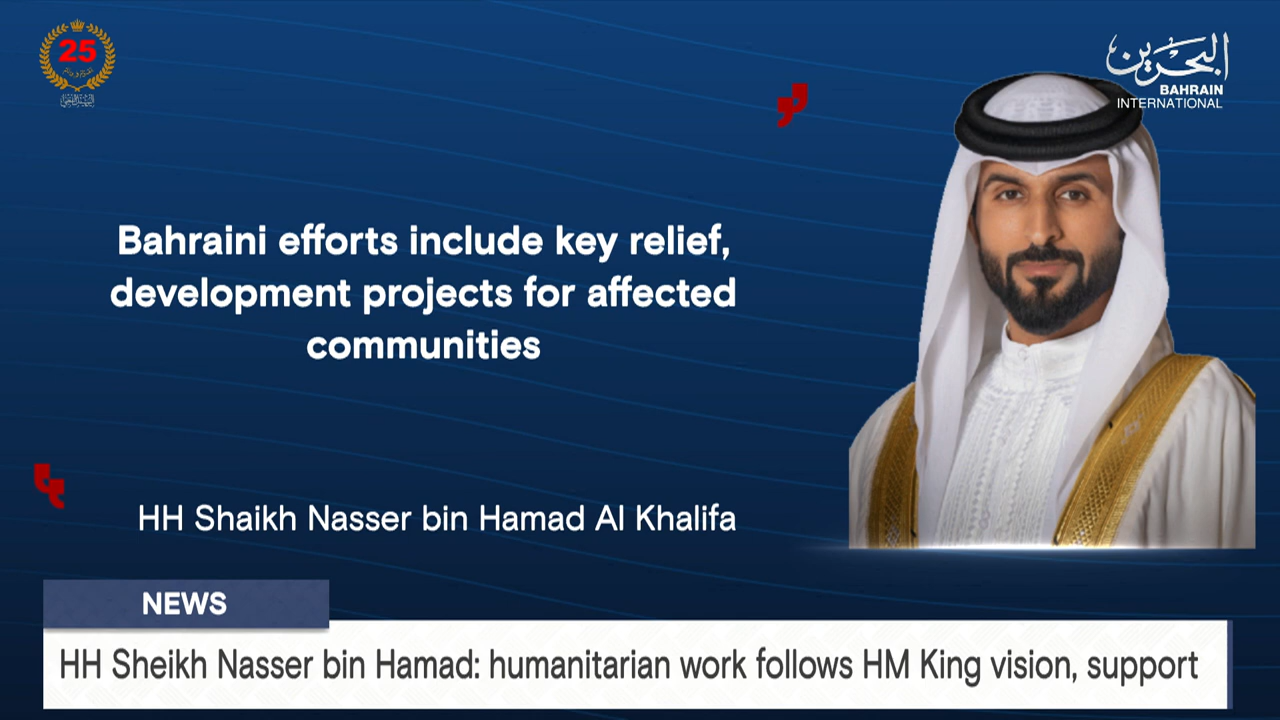 25
البحرين
BAHRAIN
INTERNATIONAL
Bahraini efforts include key relief,
development projects for affected
communities
HH Shaikh Nasser bin Hamad Al Khalifa
NEWS
HH Sheikh Nasser bin Hamad: humanitarian work follows HM King vision, support